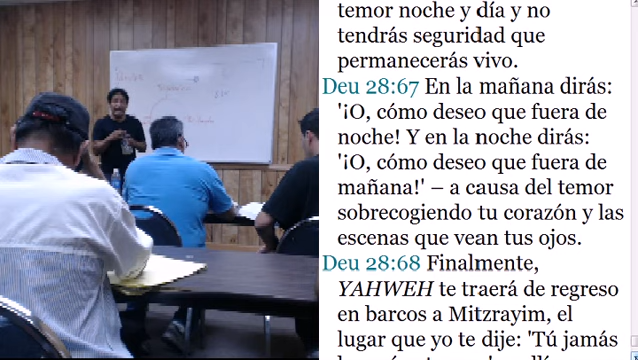 temor noche y día y no
tendrás seguridad que
permanecerás vivo.
Deu 28:67 En la mañana dirás:
'¡O, cómo deseo que fuera de
noche! Y en la noche dirás:
'¡O, cómo deseo que fuera de
mañana!' – a causa del temor
sobrecogiendo tu corazón y las
escenas que vean tus ojos.
Deu 28:68 Finalmente,
YAHWEH te traerá de regreso
en barcos a Mitzrayim, el
lugar que yo te dije: 'Tú jamás